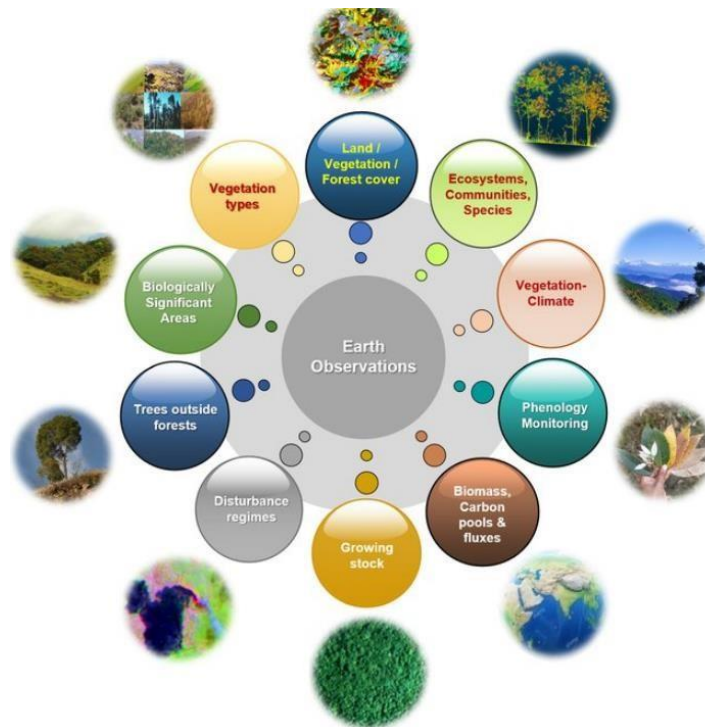 Land /
Vegetation /
Forest cover
Ecosystems,
Communities,
Species
Vegetation-
Climate
Phenology
Monitoring
Biomass,
Carbon
pools &
fluxes
Growing
stock
Disturbance
regimes
Trees outside
forests
Biologically
Significant
Areas
Vegetation
types
Earth
Observations